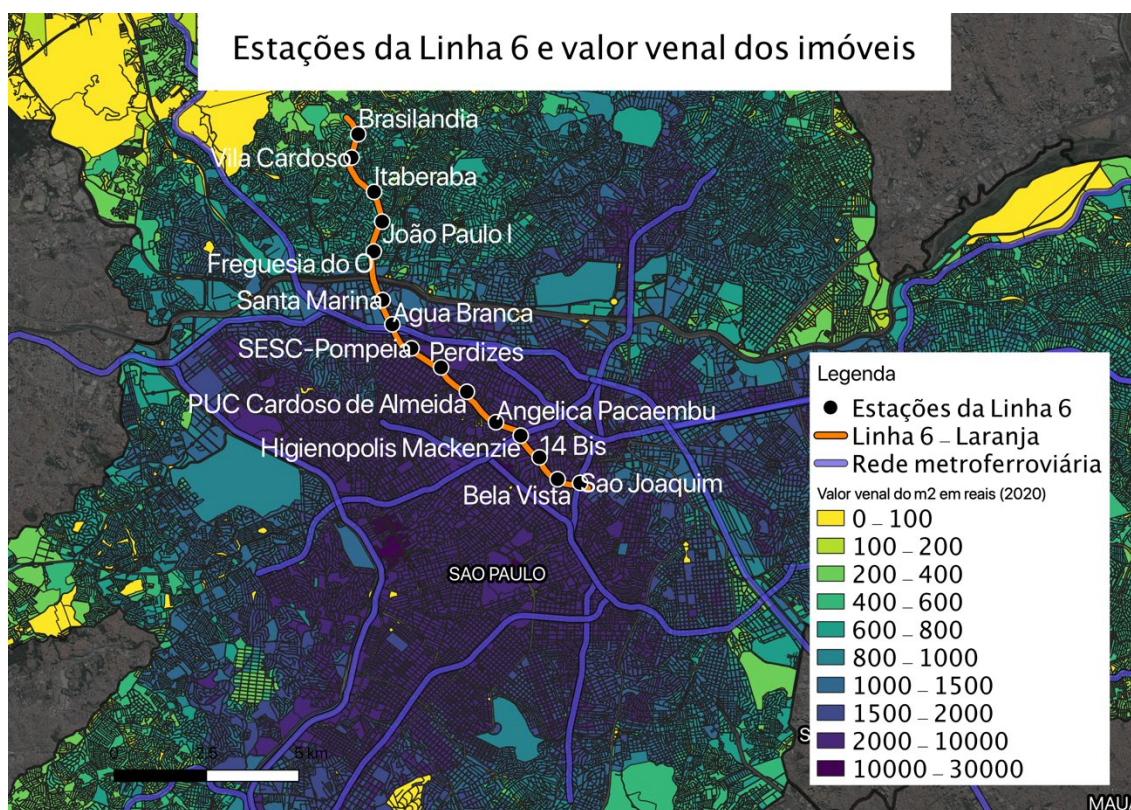 Estações da Linha 6 e valor venal dos imóveis
Brasilandia
Vila Cardoso
Itaberaba
João Paulo I
Freguesia do O
Santa Marina
Agua Branca
SESC-Pompeia
Perdizes
PUC Cardoso de Almeida
Angelica Pacaembu
Higienopolis Mackenzie
14 Bis
Bela Vista
Sao Joaquim
SAO PAULO
Legenda
Estações da Linha 6
Linha 6 – Laranja
Rede metroferroviária
Valor venal do m2 em reais (2020)
0 – 100
100 – 200
200 – 400
400 – 600
600 – 800
800 – 1000
1000 – 1500
1500 – 2000
2000 – 10000
10000 – 30000
0 2.5 5 km
S
MAU